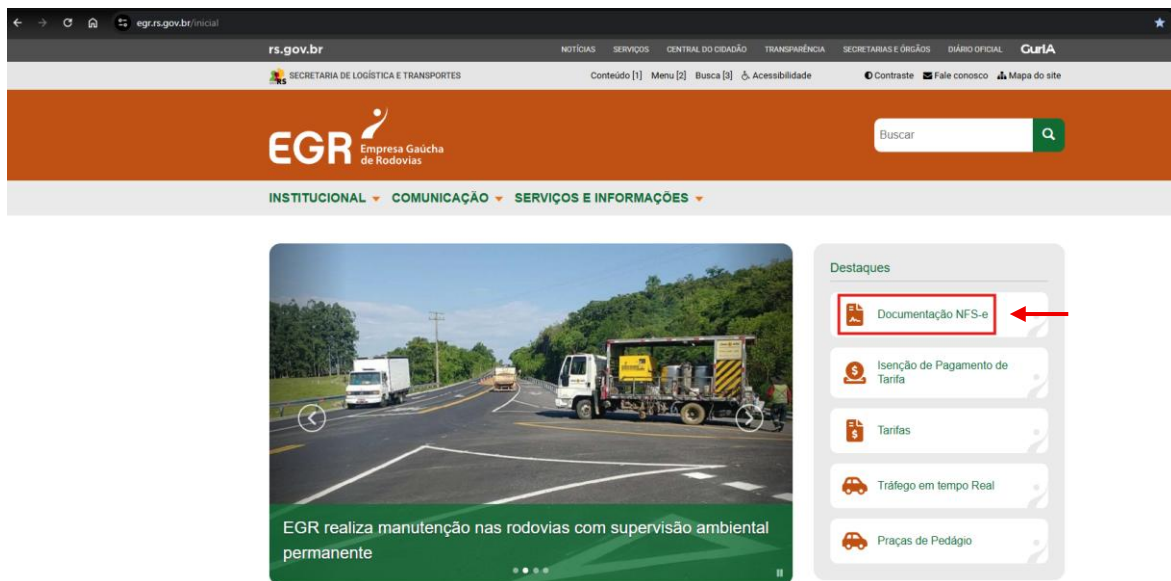 egr.rs.gov.br/inicial
rs.gov.br
NOTÍCIAS SERVIÇOS CENTRAL DO CIDADÃO TRANSPARÊNCIA SECRETARIAS E ÓRGÃOS DIÁRIO OFICIAL GurIA
RS SECRETARIA DE LOGÍSTICA E TRANSPORTES
Conteúdo [1] Menu [2] Busca [3] Acessibilidade
Contraste Fale conosco Mapa do site
EGR Empresa Gaúcha
de Rodovias
Buscar
INSTITUCIONAL COMUNICAÇÃO SERVIÇOS E INFORMAÇÕES
EGR realiza manutenção nas rodovias com supervisão ambiental
permanente
Destaques
Documentação NFS-e
Isenção de Pagamento de
Tarifa
Tarifas
Tráfego em tempo Real
Praças de Pedágio